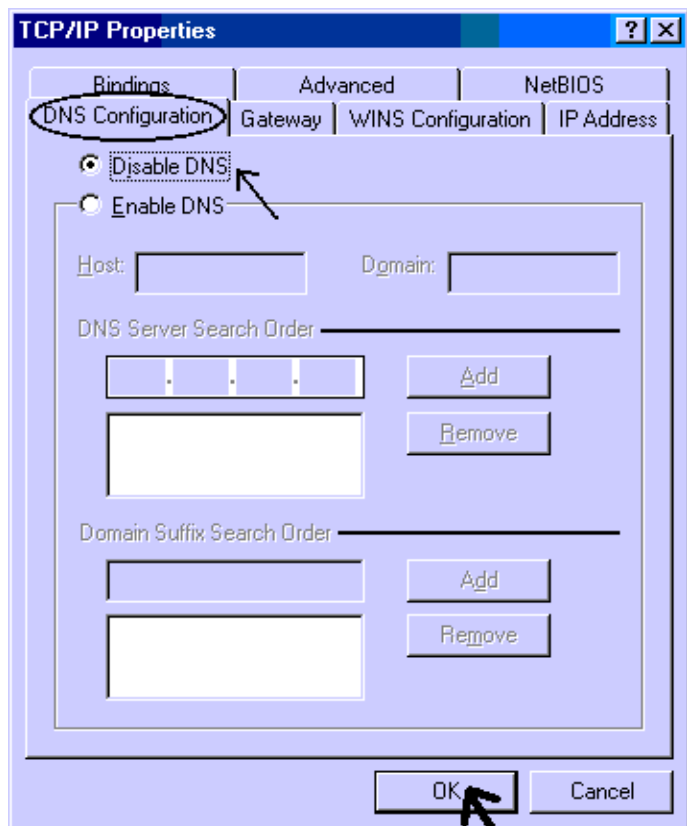 TCP/IP Properties ? ×
Bindings Advanced NetBIOS
DNS Configuration Gateway WINS Configuration IP Address
Disable DNS
Enable DNS
Host: Domain:
DNS Server Search Order
Add
Remove
Domain Suffix Search Order
Add
Remove
OK Cancel